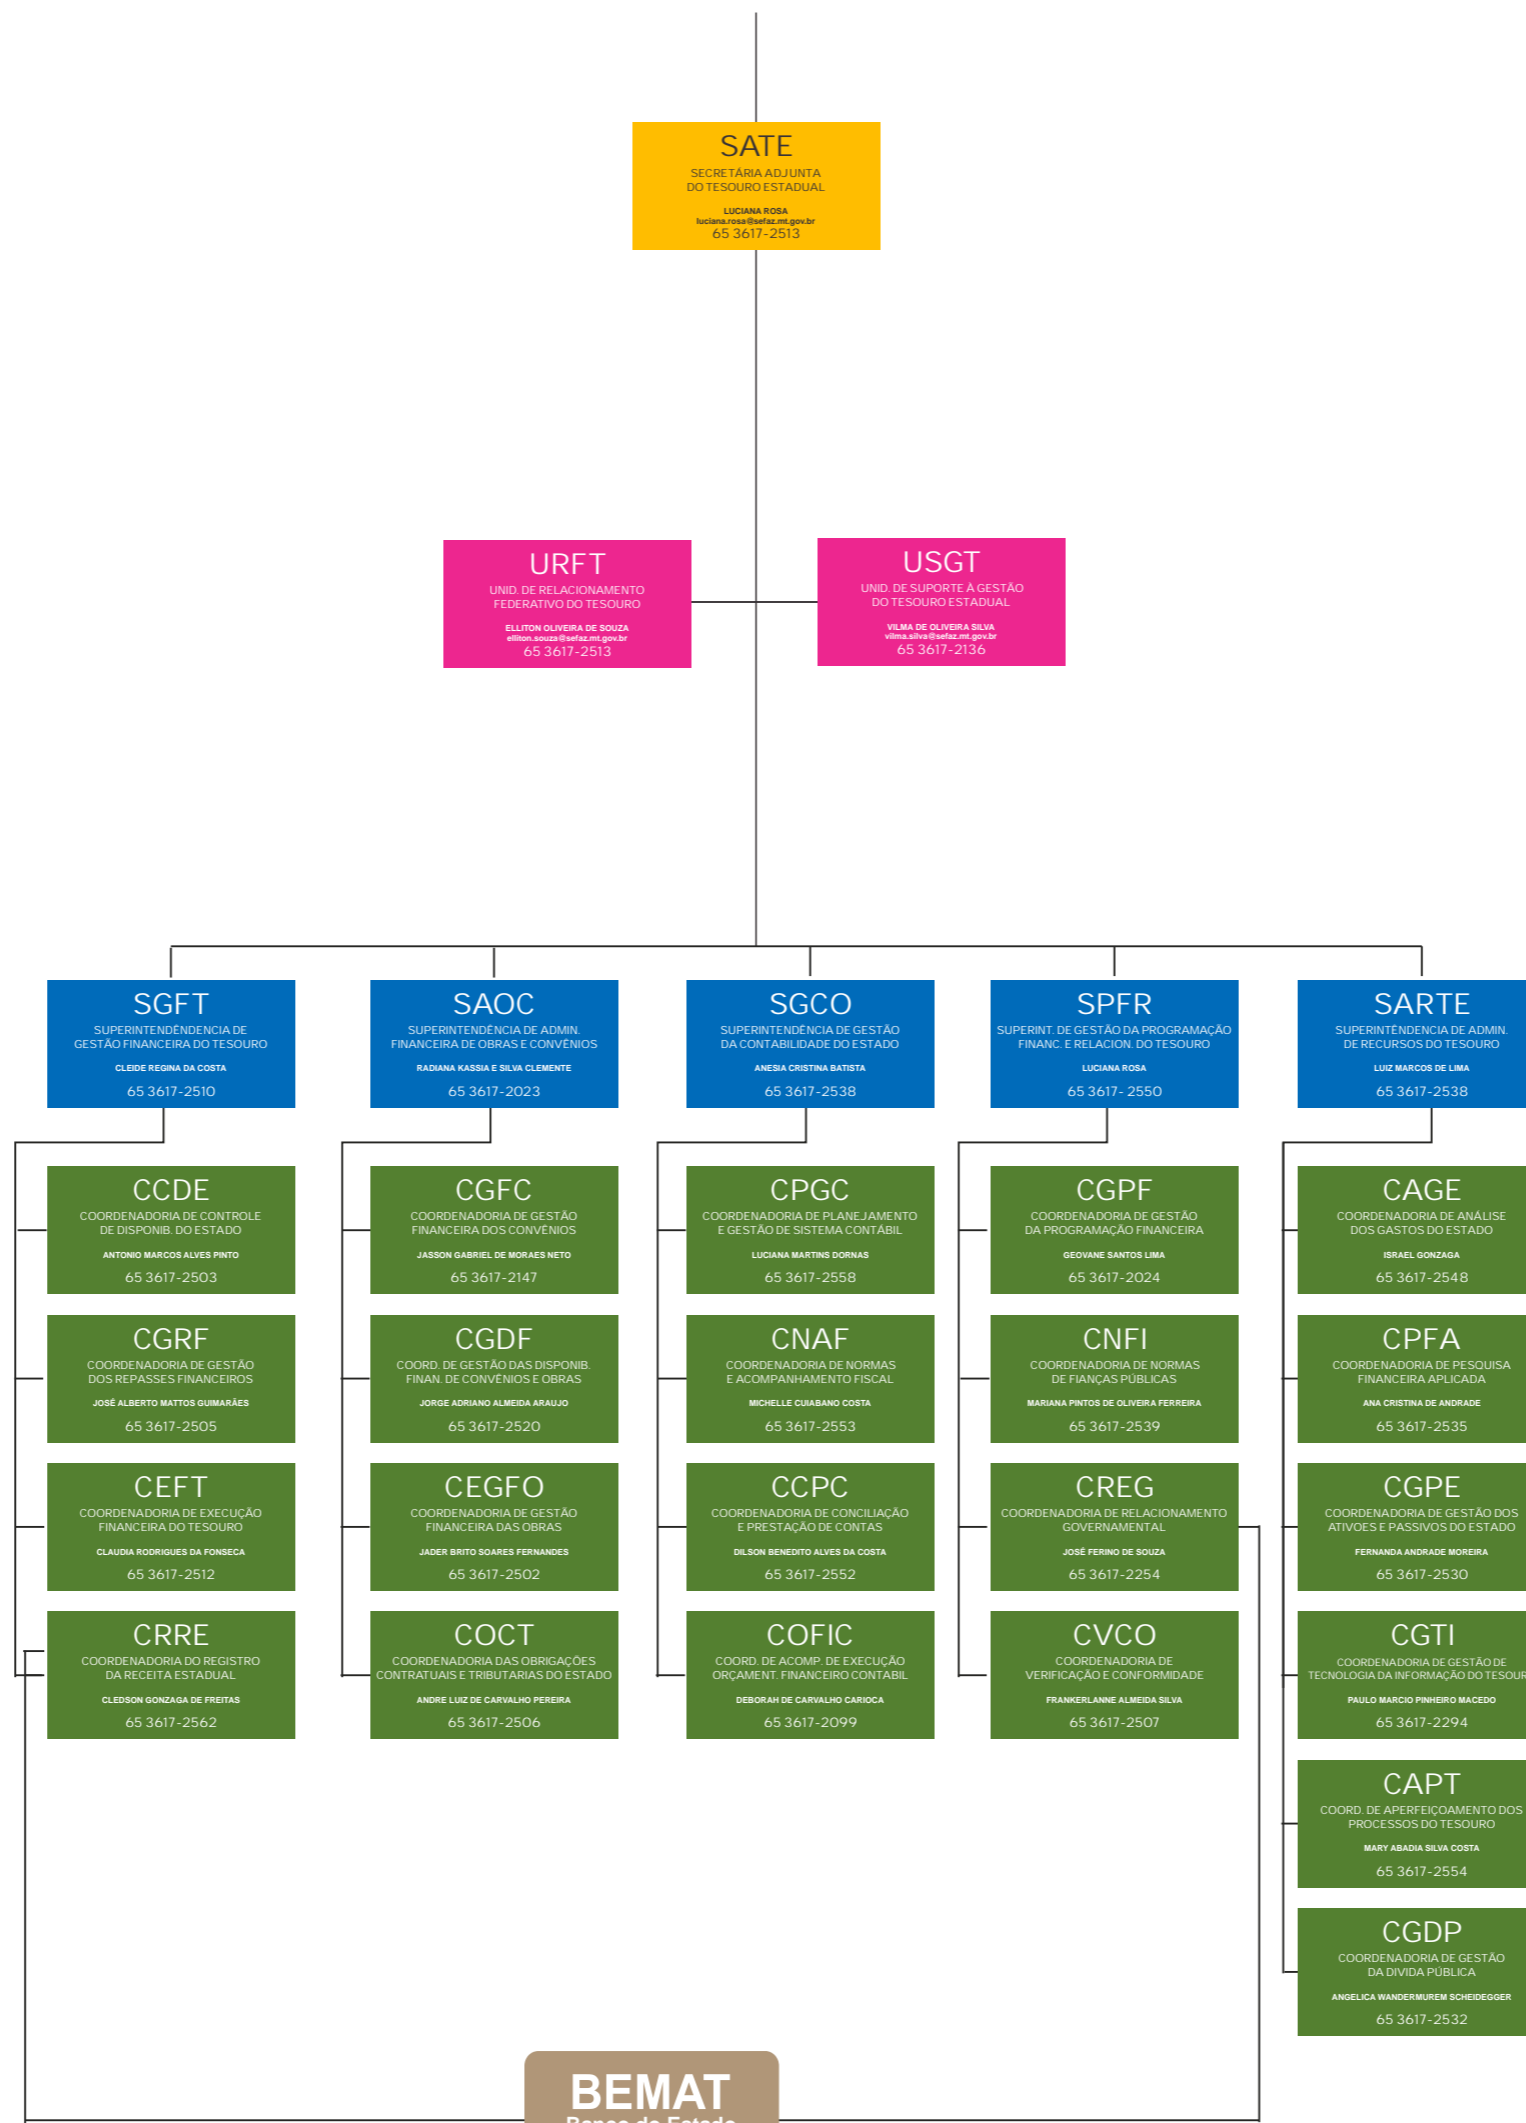 SATE
SECRETÁRIA ADJUNTA
DO TESOURO ESTADUAL
LUCIANA ROSA
luciana.rosa@sefaz.mt.gov.br
65 3617-2513
URFT
UNID. DE RELACIONAMENTO
FEDERATIVO DO TESOURO
ELLITON OLIVEIRA DE SOUZA
elliton.souza@sefaz.mt.gov.br
65 3617-2513
USGT
UNID. DE SUPORTE À GESTÃO
DO TESOURO ESTADUAL
VILMA DE OLIVEIRA SILVA
vilma.silva@sefaz.mt.gov.br
65 3617-2136
SGFT
SUPERINTENDÊNDENCIA DE
GESTÃO FINANCEIRA DO TESOURO
CLEIDE REGINA DA COSTA
65 3617-2510
SAOC
SUPERINTENDÊNCIA DE ADMIN.
FINANCEIRA DE OBRAS E CONVÊNIOS
RADIANA KASSIA E SILVA CLEMENTE
65 3617-2023
SGCO
SUPERINTENDÊNCIA DE GESTÃO
DA CONTABILIDADE DO ESTADO
ANESIA CRISTINA BATISTA
65 3617-2538
SPFR
SUPERINT. DE GESTÃO DA PROGRAMAÇÃO
FINANC. E RELACION. DO TESOURO
LUCIANA ROSA
65 3617- 2550
SARTE
SUPERINTÊNDENCIA DE ADMIN.
DE RECURSOS DO TESOURO
LUIZ MARCOS DE LIMA
65 3617-2538
CCDE
COORDENADORIA DE CONTROLE
DE DISPONIB. DO ESTADO
ANTONIO MARCOS ALVES PINTO
65 3617-2503
CGFC
COORDENADORIA DE GESTÃO
FINANCEIRA DOS CONVÊNIOS
JASSON GABRIEL DE MORAES NETO
65 3617-2147
CPGC
COORDENADORIA DE PLANEJAMENTO
E GESTÃO DE SISTEMA CONTÁBIL
LUCIANA MARTINS DORNAS
65 3617-2558
CGPF
COORDENADORIA DE GESTÃO
DA PROGRAMAÇÃO FINANCEIRA
GEOVANE SANTOS LIMA
65 3617-2024
CAGE
COORDENADORIA DE ANÁLISE
DOS GASTOS DO ESTADO
ISRAEL GONZAGA
65 3617-2548
CGRF
COORDENADORIA DE GESTÃO
DOS REPASSES FINANCEIROS
JOSÉ ALBERTO MATTOS GUIMARÃES
65 3617-2505
CGDF
COORD. DE GESTÃO DAS DISPONIB.
FINAN. DE CONVÊNIOS E OBRAS
JORGE ADRIANO ALMEIDA ARAUJO
65 3617-2520
CNAF
COORDENADORIA DE NORMAS
E ACOMPANHAMENTO FISCAL
MICHELLE CUIABANO COSTA
65 3617-2553
CNFI
COORDENADORIA DE NORMAS
DE FIANÇAS PÚBLICAS
MARIANA PINTOS DE OLIVEIRA FERREIRA
65 3617-2539
CPFA
COORDENADORIA DE PESQUISA
FINANCEIRA APLICADA
ANA CRISTINA DE ANDRADE
65 3617-2535
CEFT
COORDENADORIA DE EXECUÇÃO
FINANCEIRA DO TESOURO
CLAUDIA RODRIGUES DA FONSECA
65 3617-2512
CEGFO
COORDENADORIA DE GESTÃO
FINANCEIRA DAS OBRAS
JADER BRITO SOARES FERNANDES
65 3617-2502
CCPC
COORDENADORIA DE CONCILIAÇÃO
E PRESTAÇÃO DE CONTAS
DILSON BENEDITO ALVES DA COSTA
65 3617-2552
CREG
COORDENADORA DE RELACIONAMENTO
GOVERNAMENTAL
JOSÉ FERINO DE SOUZA
65 3617-2254
CGPE
COORDENADORIA DE GESTÃO DOS
ATIVOES E PASSIVOS DO ESTADO
FERNANDA ANDRADE MOREIRA
65 3617-2530
CRRE
COORDENADORIA DO REGISTRO
DA RECEITA ESTADUAL
CLEDSON GONZAGA DE FREITAS
65 3617-2562
COCT
COORDENADORIA DAS OBRIGAÇÕES
CONTRATUAIS E TRIBUTARIAS DO ESTADO
ANDRE LUIZ DE CARVALHO PEREIRA
65 3617-2506
COFIC
COORD. DE ACOMP. DE EXECUÇÃO
ORÇAMENT. FINANCEIRO CONTABIL
DEBORAH DE CARVALHO CARIOCA
65 3617-2099
CVCO
COORDENADORIA DE
VERIFICAÇÃO E CONFORMIDADE
FRANKERLANNE ALMEIDA SILVA
65 3617-2507
CGTI
COORDENADORIA DE GESTÃO DE
TECNOLOGIA DA INFORMAÇÃO DO TESOUR
PAULO MARCIO PINHEIRO MACEDO
65 3617-2294
CAPT
COORD. DE APERFEIÇOAMENTO DOS
PROCESSOS DO TESOURO
MARY ABADIA SILVA COSTA
65 3617-2554
CGDP
COORDENADORIA DE GESTÃO
DA DIVIDA PÚBLICA
ANGELICA WANDERMUREM SCHEIDEGGER
65 3617-2532
BEMAT
Banco do Estado